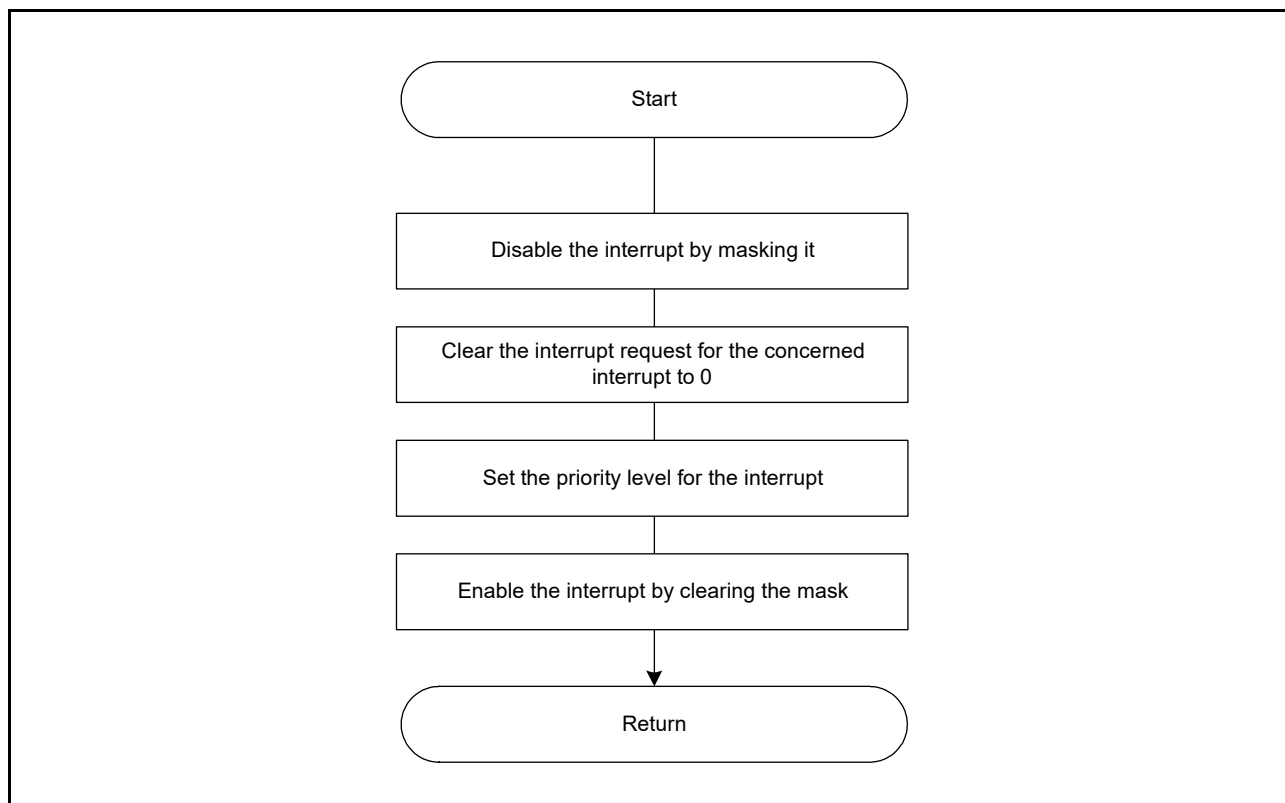 Start
Disable the interrupt by masking it
Clear the interrupt request for the concerned
interrupt to 0
Set the priority level for the interrupt
Enable the interrupt by clearing the mask
Return